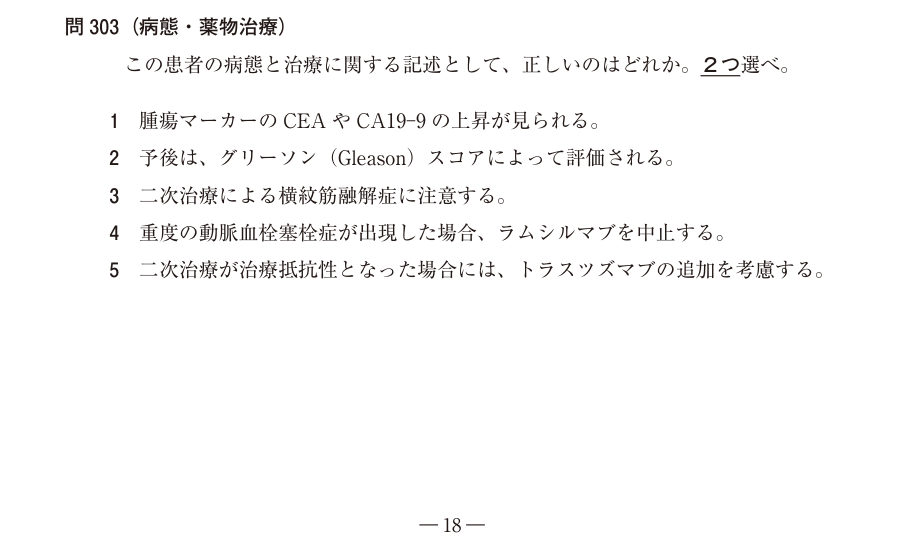 問 303（病態・薬物治療）
この患者の病態と治療に関する記述として、正しいのはどれか。２つ選べ。
1 腫瘍マーカーの CEA や CA19-9 の上昇が見られる。
2 予後は、グリーソン（Gleason）スコアによって評価される。
3 二次治療による横紋筋融解症に注意する。
4 重度の動脈血栓塞栓症が出現した場合、ラムシルマブを中止する。
5 二次治療が治療抵抗性となった場合には、トラスツズマブの追加を考慮する。
― 18 ―